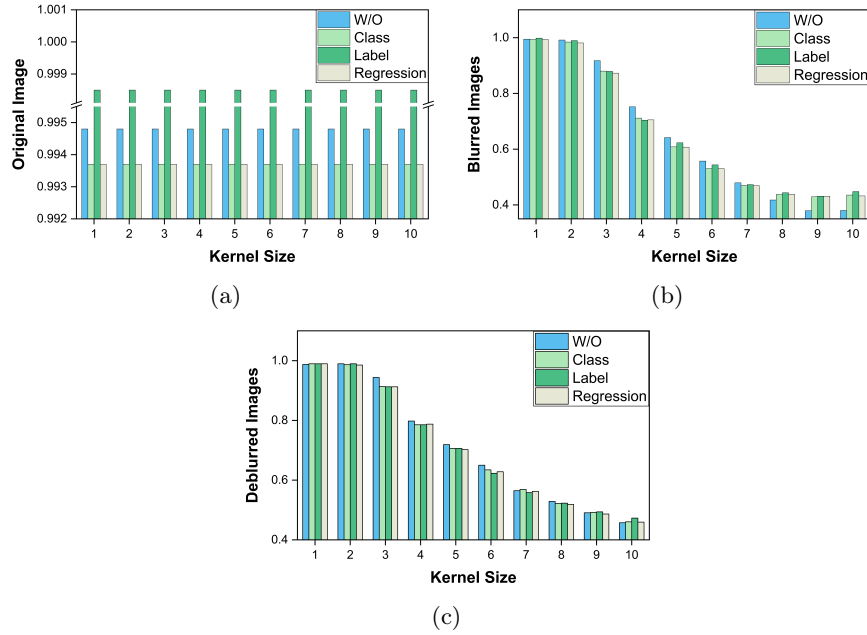 1.001
1.000
0.999
0.995
0.994
0.993
0.992
Original Image
W/O
Class
Label
Regression
1 2 3 4 5 6 7 8 9 10
Kernel Size
(a)
1.0
0.8
0.6
0.4
Blurred Images
W/O
Class
Label
Regression
1 2 3 4 5 6 7 8 9 10
Kernel Size
(b)
1.0
0.8
0.6
0.4
Deblurred Images
W/O
Class
Label
Regression
1 2 3 4 5 6 7 8 9 10
Kernel Size
(c)